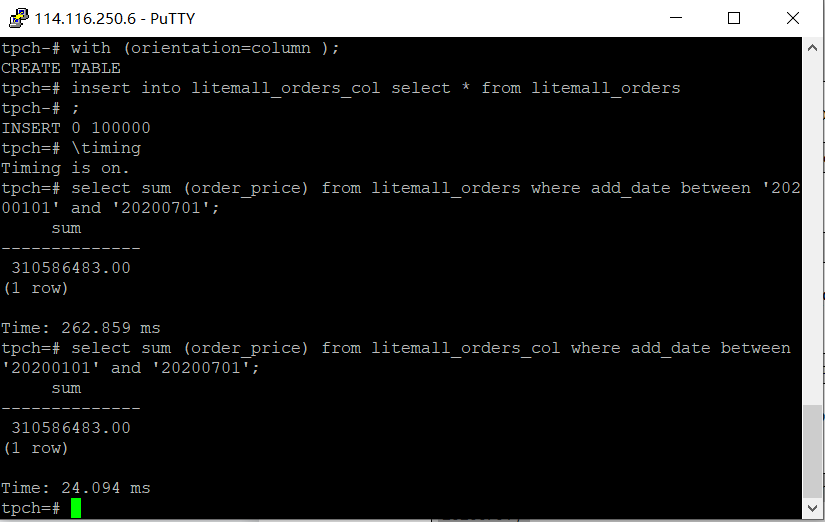 114.116.250.6 - PuTTY
tpch-# with (orientation=column );
CREATE TABLE
tpch=# insert into litemall_orders_col select * from litemall_orders
tpch-# ;
INSERT 0 100000
tpch=# \timing
Timing is on.
tpch=# select sum (order_price) from litemall_orders where add_date between '202
00101' and '20200701';
     sum
--------------
 310586483.00
(1 row)

Time: 262.859 ms
tpch=# select sum (order_price) from litemall_orders_col where add_date between
'20200101' and '20200701';
     sum
--------------
 310586483.00
(1 row)

Time: 24.094 ms
tpch=#